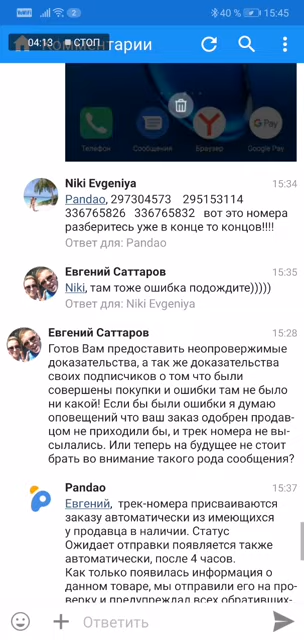 40 %
15:45
04:13 СТОП
Комментарии
Телефон Сообщения Браузер Google Pay
Niki Evgeniya 15:34
Pandao, 297304573 295153114
336765826 336765832 вот это номера
разберитесь уже в конце то концов!!!!
Ответ для: Pandao
Евгений Саттаров 15:35
Niki, там тоже ошибка подождите)))))
Ответ для: Niki Evgeniya
Евгений Саттаров 15:28
Готов Вам предоставить неопровержимые
доказательства, а так же доказательства
своих подписчиков о том что были
совершены покупки и ошибки там не было
ни какой! Если бы были ошибки я думаю
оповещений что ваш заказ одобрен продав-
цом не приходили бы, и трек номера не вы-
сылались. Или теперь на будущее не стоит
брать во внимание такого рода сообщения?
Pandao 15:37
Евгений, трек-номера присваиваются
заказу автоматически из имеющихся
у продавца в наличии. Статус
Ожидает отправки появляется также
автоматически, после 4 часов.
Как только появилась информация о
данном товаре, мы отправили его на про-
верку и предупреждал всех обративших-
Ответить